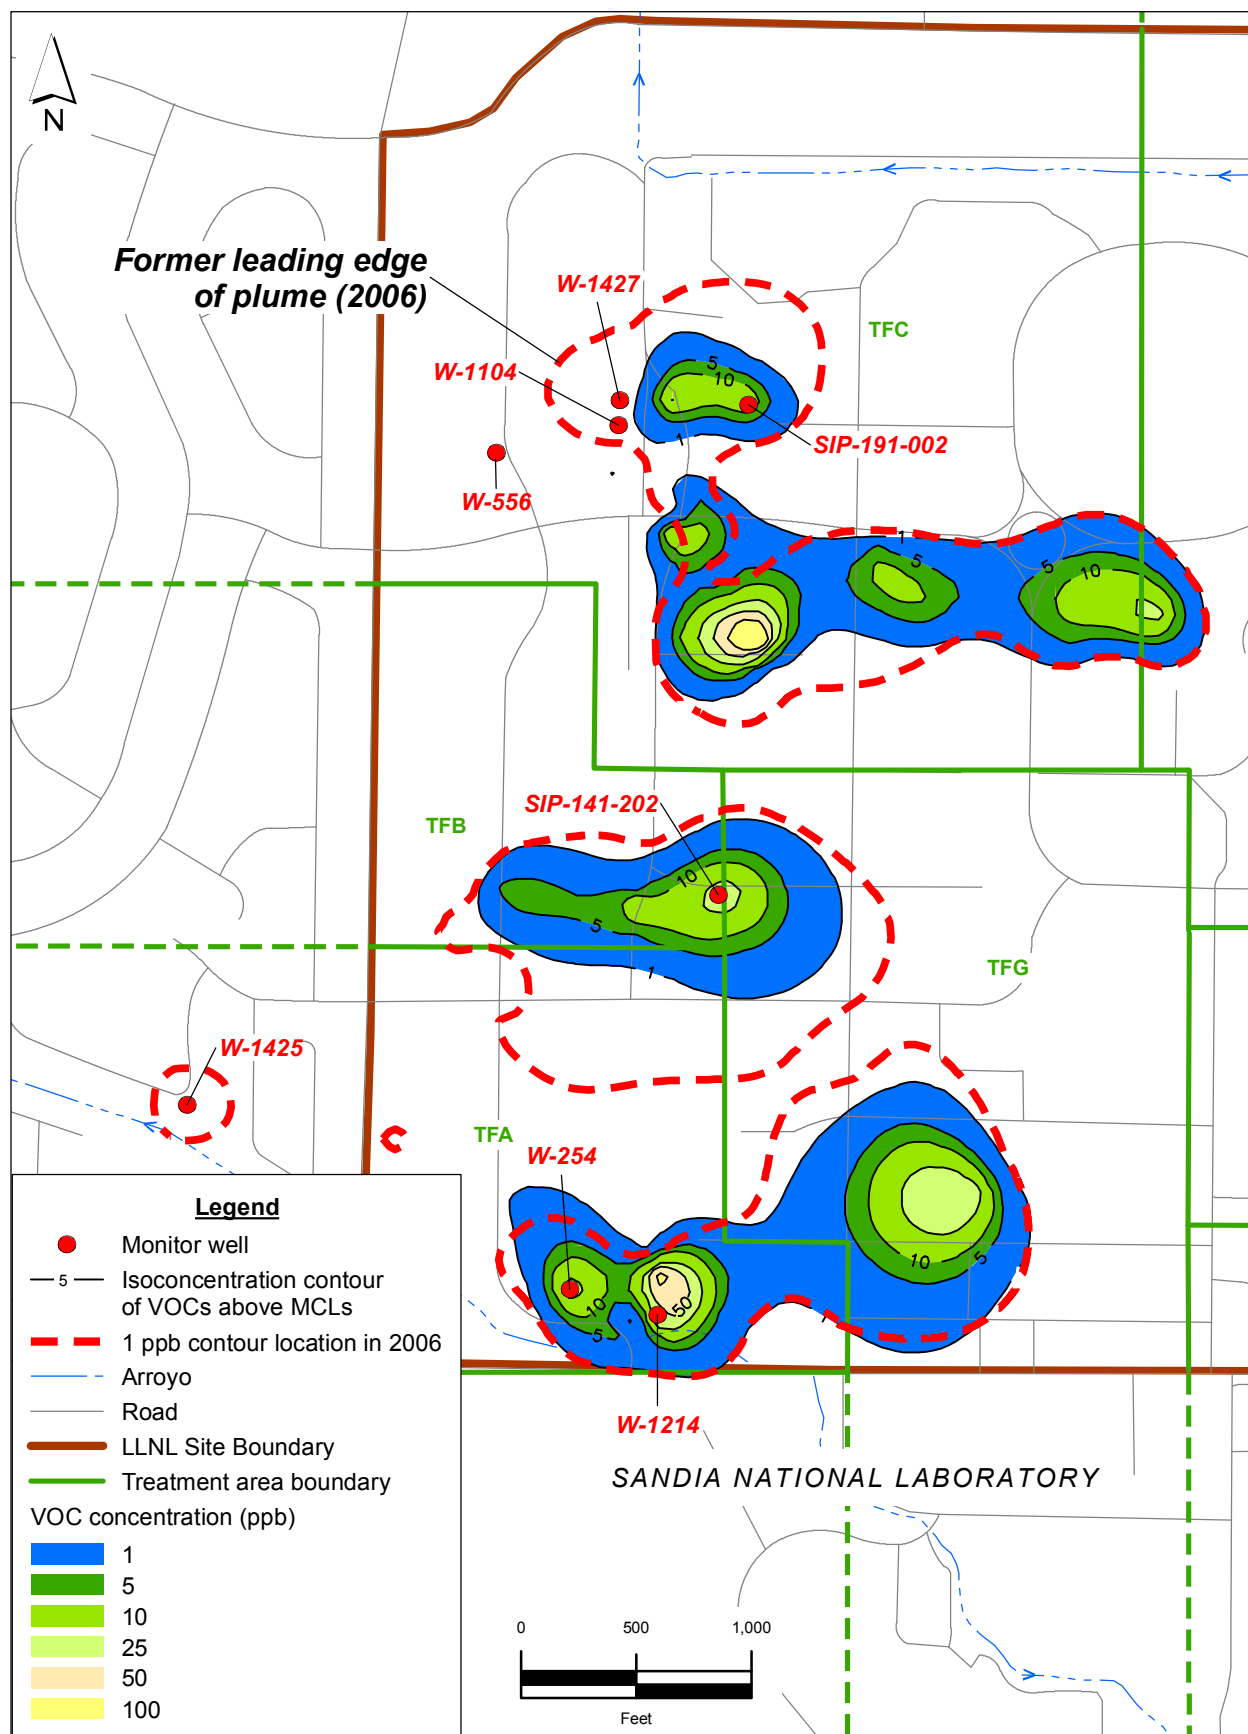 N
Former leading edge
of plume (2006)
W-1427
TFC
W-1104
5
10
1
SIP-191-002
W-556
1
5
5
10
SIP-141-202
TFB
10
5
TFG
1
W-1425
TFA
W-254
10
5
50
10
5
1
W-1214
SANDIA NATIONAL LABORATORY
Legend
Monitor well
5
Isoconcentration contour
of VOCs above MCLs
1 ppb contour location in 2006
Arroyo
Road
LLNL Site Boundary
Treatment area boundary
VOC concentration (ppb)
1
5
10
25
50
100
0 500 1,000
Feet